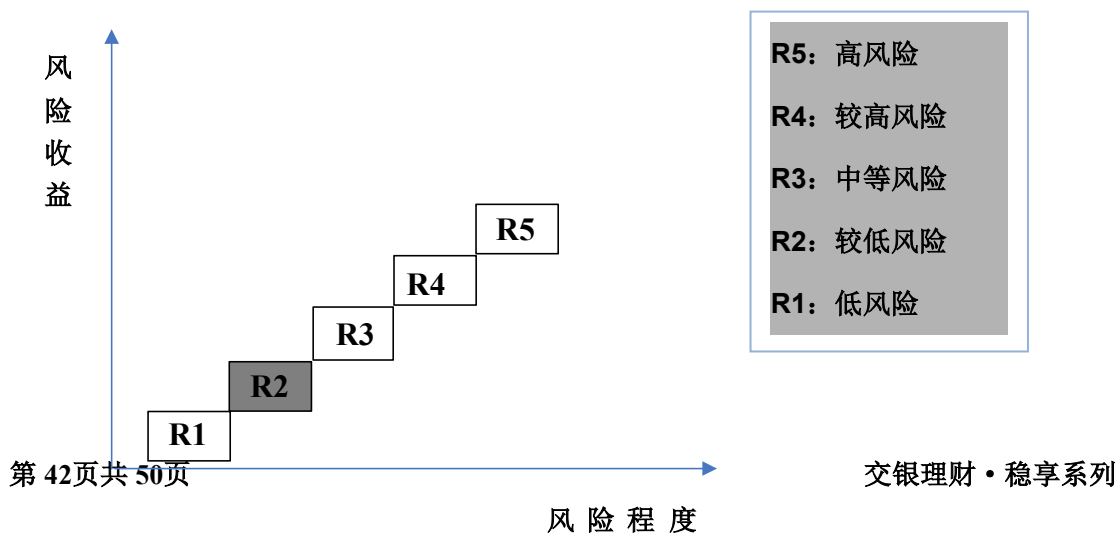 风
险
收
益
R5：高风险
R4：较高风险
R3：中等风险
R2：较低风险
R1：低风险
R5
R4
R3
R2
R1
第 42页共 50页
交银理财·稳享系列
风 险 程 度